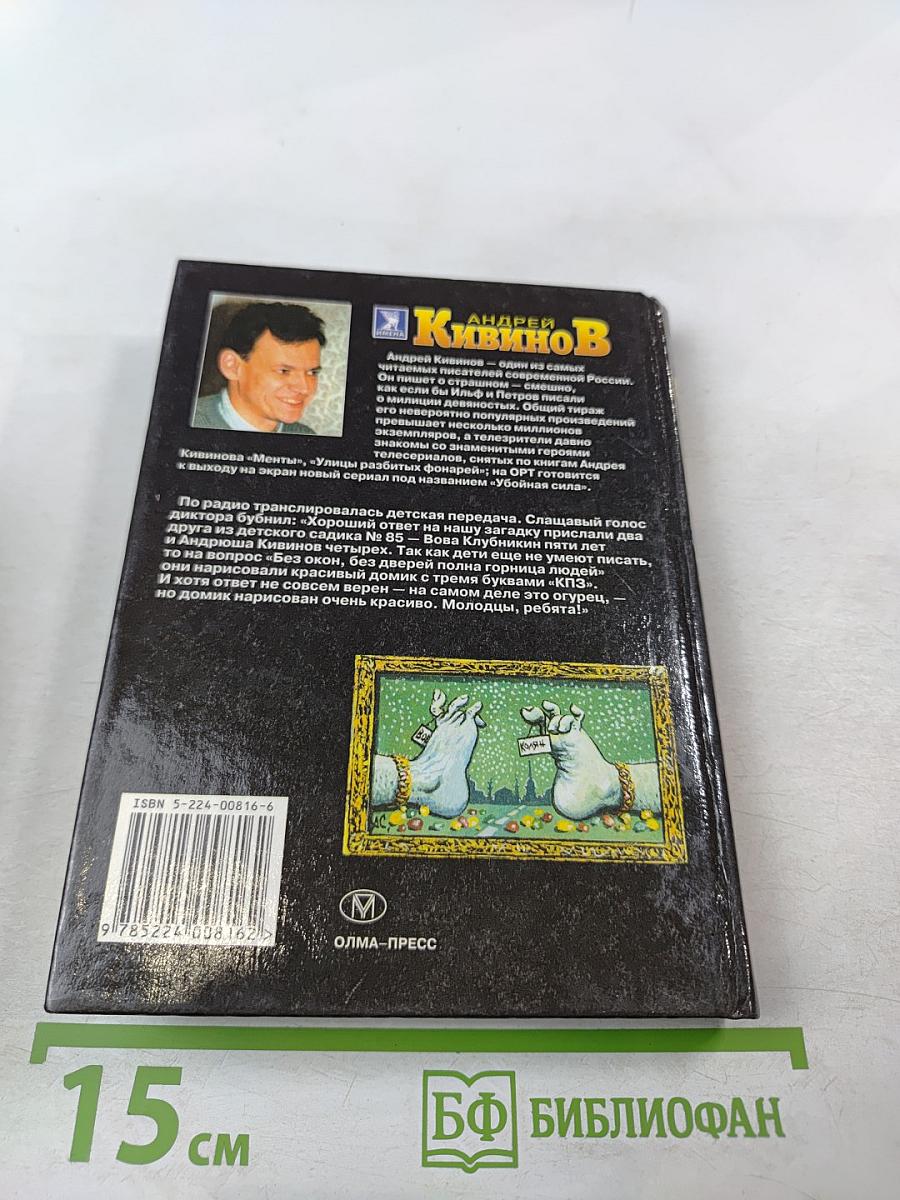 ИМЕНА
АНДРЕЙ
КИВИНОВ
Андрей Кивинов — один из самых
читаемых писателей современной России.
Он пишет о страшном — смешно,
как если бы Ильф и Петров писали
о милиции девяностых. Общий тираж
его невероятно популярных произведений
превышает несколько миллионов
экземпляров, а телезрители давно
знакомы со знаменитыми героями
телесериалов, снятых по книгам Андрея
Кивинова «Менты», «Улицы разбитых фонарей»; на ОРТ готовится
к выходу на экран новый сериал под названием «Убойная сила».
По радио транслировалась детская передача. Слащавый голос
диктора бубнил: «Хороший ответ на нашу загадку прислали два
друга из детского садика № 85 — Вова Клубникин пяти лет
и Андрюша Кивинов четырех. Так как дети еще не умеют писать,
то на вопрос «Без окон, без дверей полна горница людей»
они нарисовали красивый домик с тремя буквами «КПЗ».
И хотя ответ не совсем верен — на самом деле это огурец, —
но домик нарисован очень красиво. Молодцы, ребята!»
КОЛЯН
ISBN 5-224-00816-6
9 785224 008162 >
ОЛМА–ПРЕСС
15 см
БФ БИБЛИОФАН